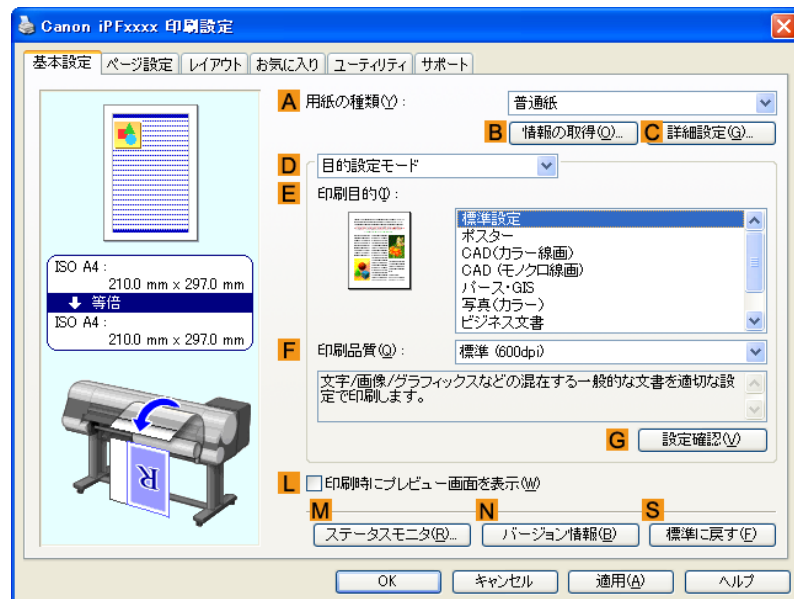 Canon iPFxxxx 印刷設定
基本設定 ページ設定 レイアウト お気に入り ユーティリティ サポート
A 用紙の種類(Y): 普通紙
B 情報の取得(O)... C 詳細設定(G)...
D 目的設定モード
E 印刷目的(I):
標準設定
ポスター
CAD(カラー線画)
CAD (モノクロ線画)
パース・GIS
写真(カラー)
ビジネス文書
ISO A4:
210.0 mm x 297.0 mm
等倍
ISO A4:
210.0 mm x 297.0 mm
F 印刷品質(Q): 標準 (600dpi)
文字/画像/グラフィックスなどの混在する一般的な文書を適切な設
定で印刷します。
G 設定確認(V)
R
L 印刷時にプレビュー画面を表示(W)
M N S
ステータスモニタ(R)... バージョン情報(B) 標準に戻す(F)
OK キャンセル 適用(A) ヘルプ